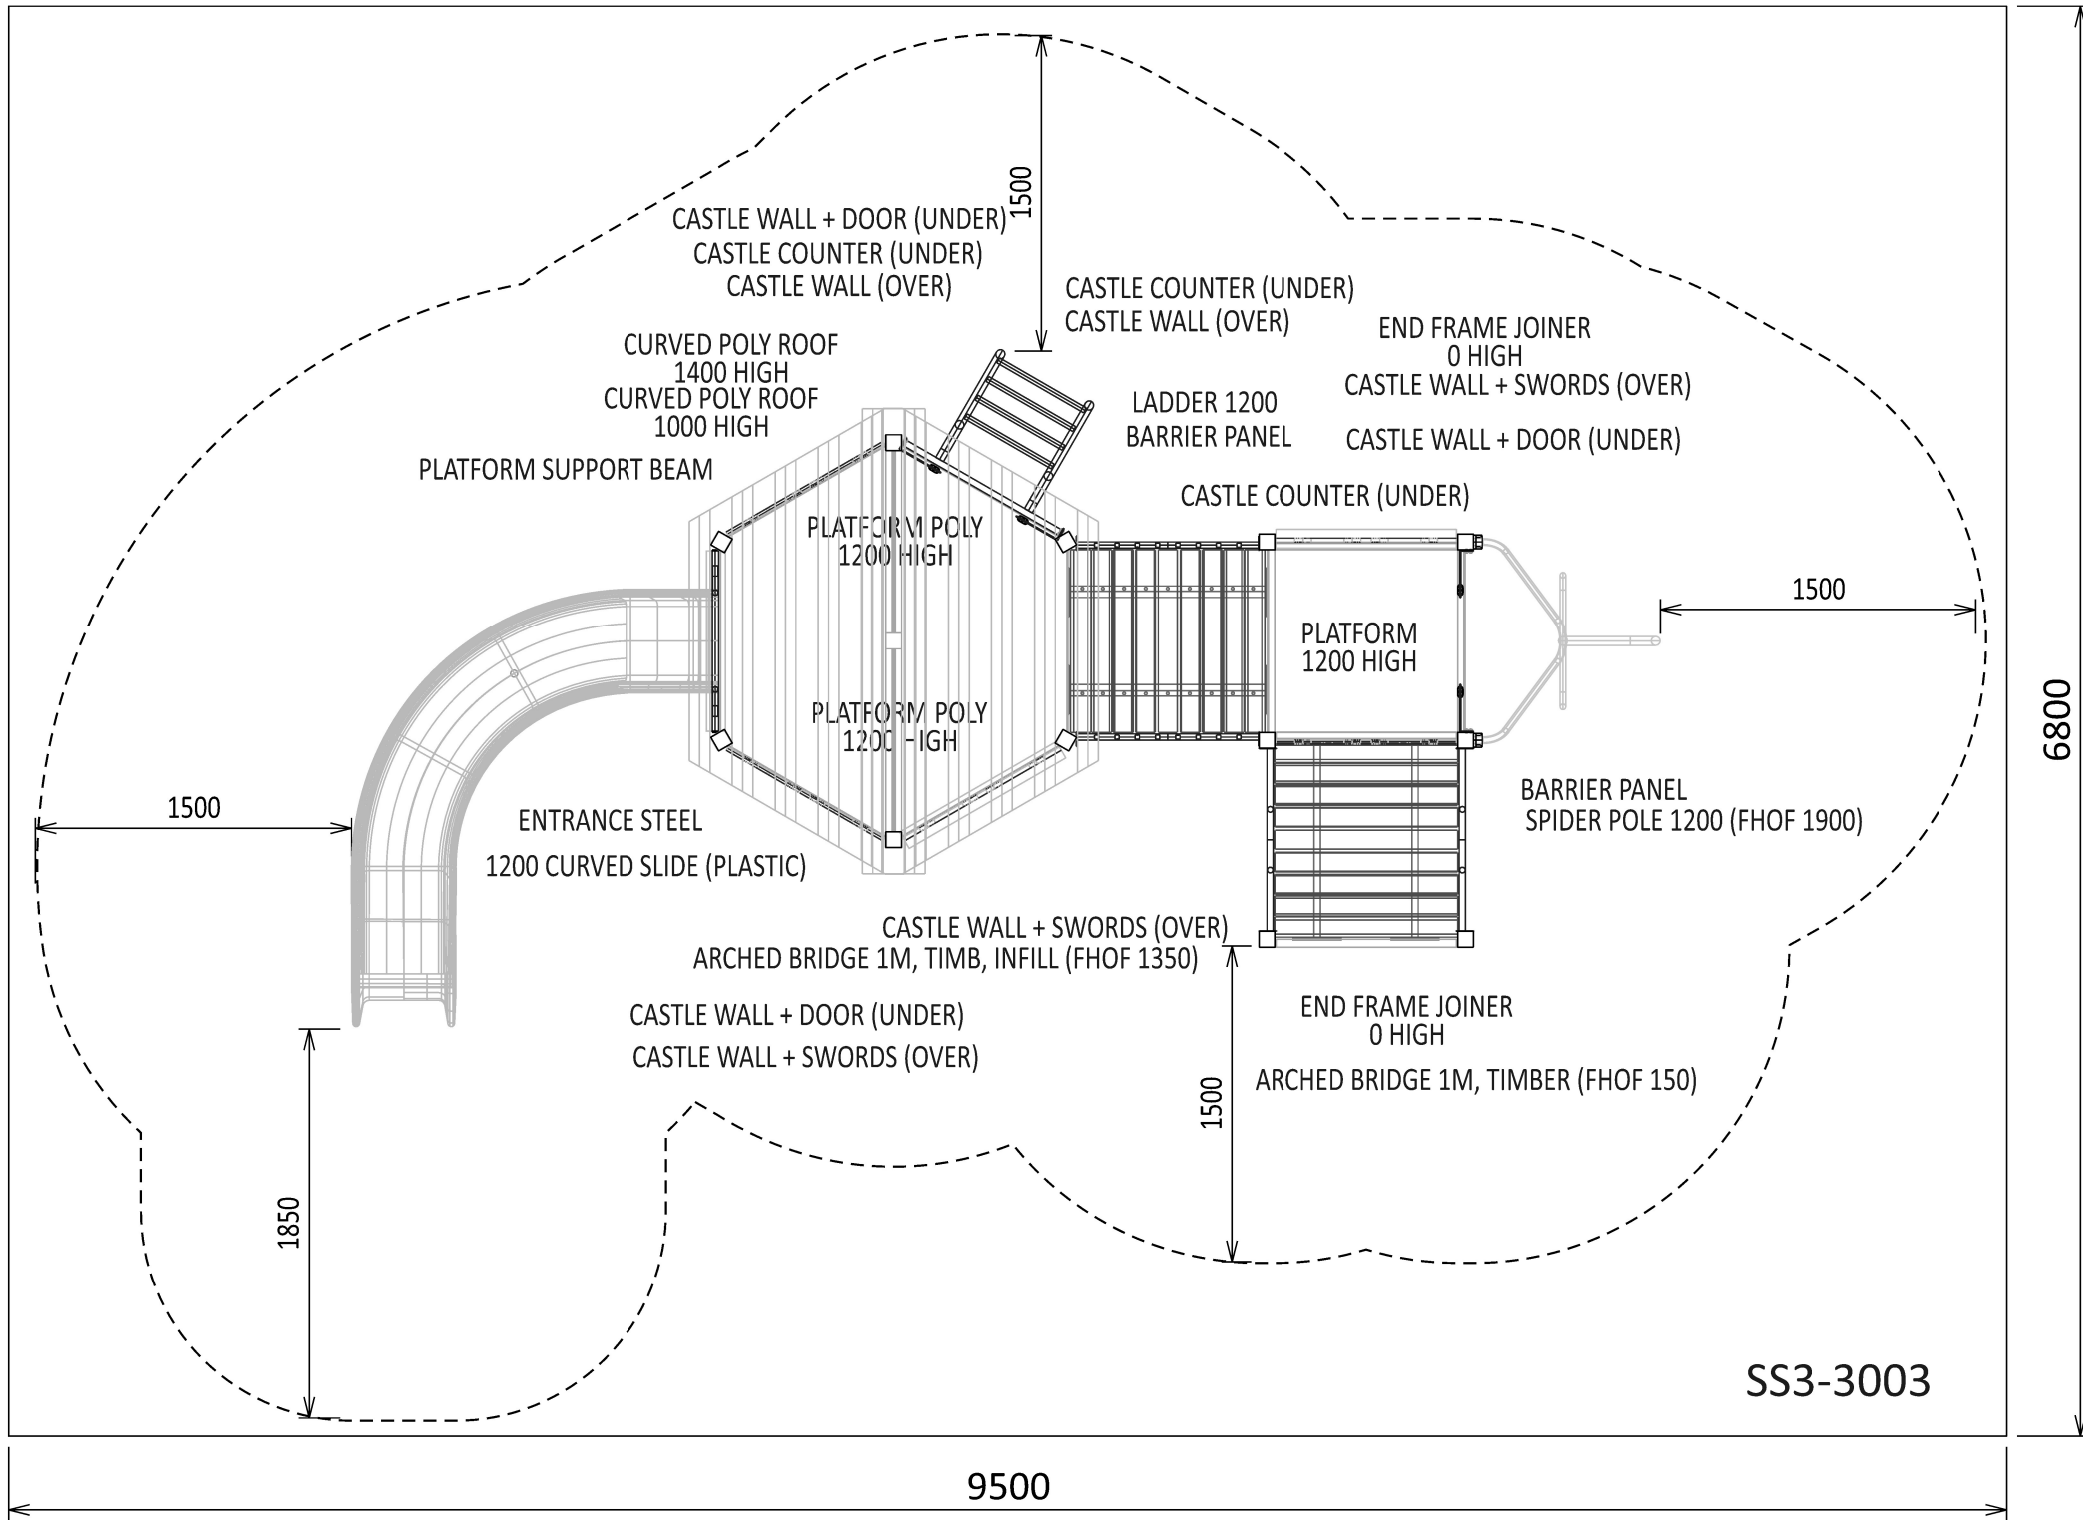 1500
CASTLE WALL + DOOR (UNDER)
CASTLE COUNTER (UNDER)
CASTLE WALL (OVER)
CASTLE COUNTER (UNDER)
CASTLE WALL (OVER)
CURVED POLY ROOF
1400 HIGH
CURVED POLY ROOF
1000 HIGH
END FRAME JOINER
0 HIGH
CASTLE WALL + SWORDS (OVER)
LADDER 1200
BARRIER PANEL
CASTLE WALL + DOOR (UNDER)
PLATFORM SUPPORT BEAM
CASTLE COUNTER (UNDER)
PLATFORM POLY
1200 HIGH
1500
PLATFORM
1200 HIGH
PLATFORM POLY
1200 HIGH
6800
1500
ENTRANCE STEEL
1200 CURVED SLIDE (PLASTIC)
BARRIER PANEL
SPIDER POLE 1200 (FHOF 1900)
CASTLE WALL + SWORDS (OVER)
ARCHED BRIDGE 1M, TIMB, INFILL (FHOF 1350)
CASTLE WALL + DOOR (UNDER)
CASTLE WALL + SWORDS (OVER)
END FRAME JOINER
0 HIGH
ARCHED BRIDGE 1M, TIMBER (FHOF 150)
1500
1850
SS3-3003
9500